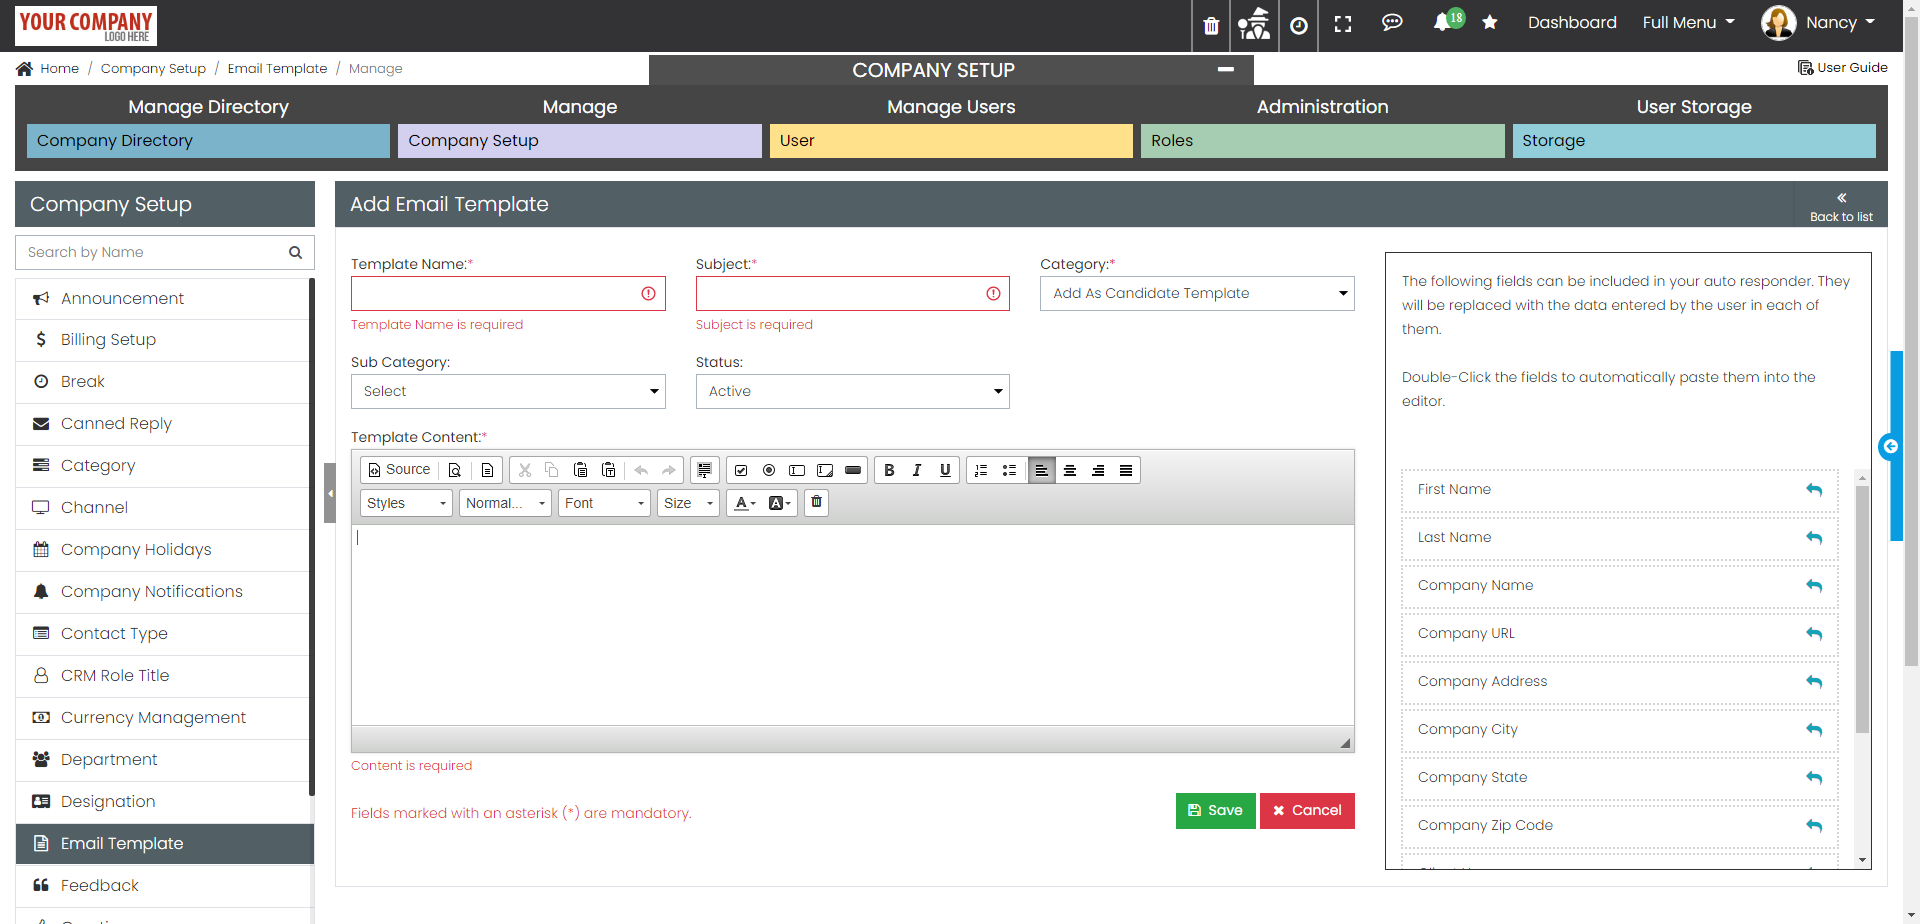 YOUR COMPANY
LOGO HERE
18
Dashboard
Full Menu
Nancy
Home / Company Setup / Email Template / Manage
COMPANY SETUP
User Guide
Manage Directory
Manage
Manage Users
Administration
User Storage
Company Directory
Company Setup
User
Roles
Storage
Company Setup
Search by Name
Announcement
Billing Setup
Break
Canned Reply
Category
Channel
Company Holidays
Company Notifications
Contact Type
CRM Role Title
Currency Management
Department
Designation
Email Template
Feedback
Add Email Template
Back to list
Template Name:*
Subject:*
Category:*
Add As Candidate Template
Template Name is required
Subject is required
Sub Category:
Status:
Select
Active
Template Content:*
Source
B I U
Styles
Normal...
Font
Size
A
A
Content is required
Fields marked with an asterisk (*) are mandatory.
Save
Cancel
The following fields can be included in your auto responder. They
will be replaced with the data entered by the user in each of
them.
Double-Click the fields to automatically paste them into the
editor.
First Name
Last Name
Company Name
Company URL
Company Address
Company City
Company State
Company Zip Code